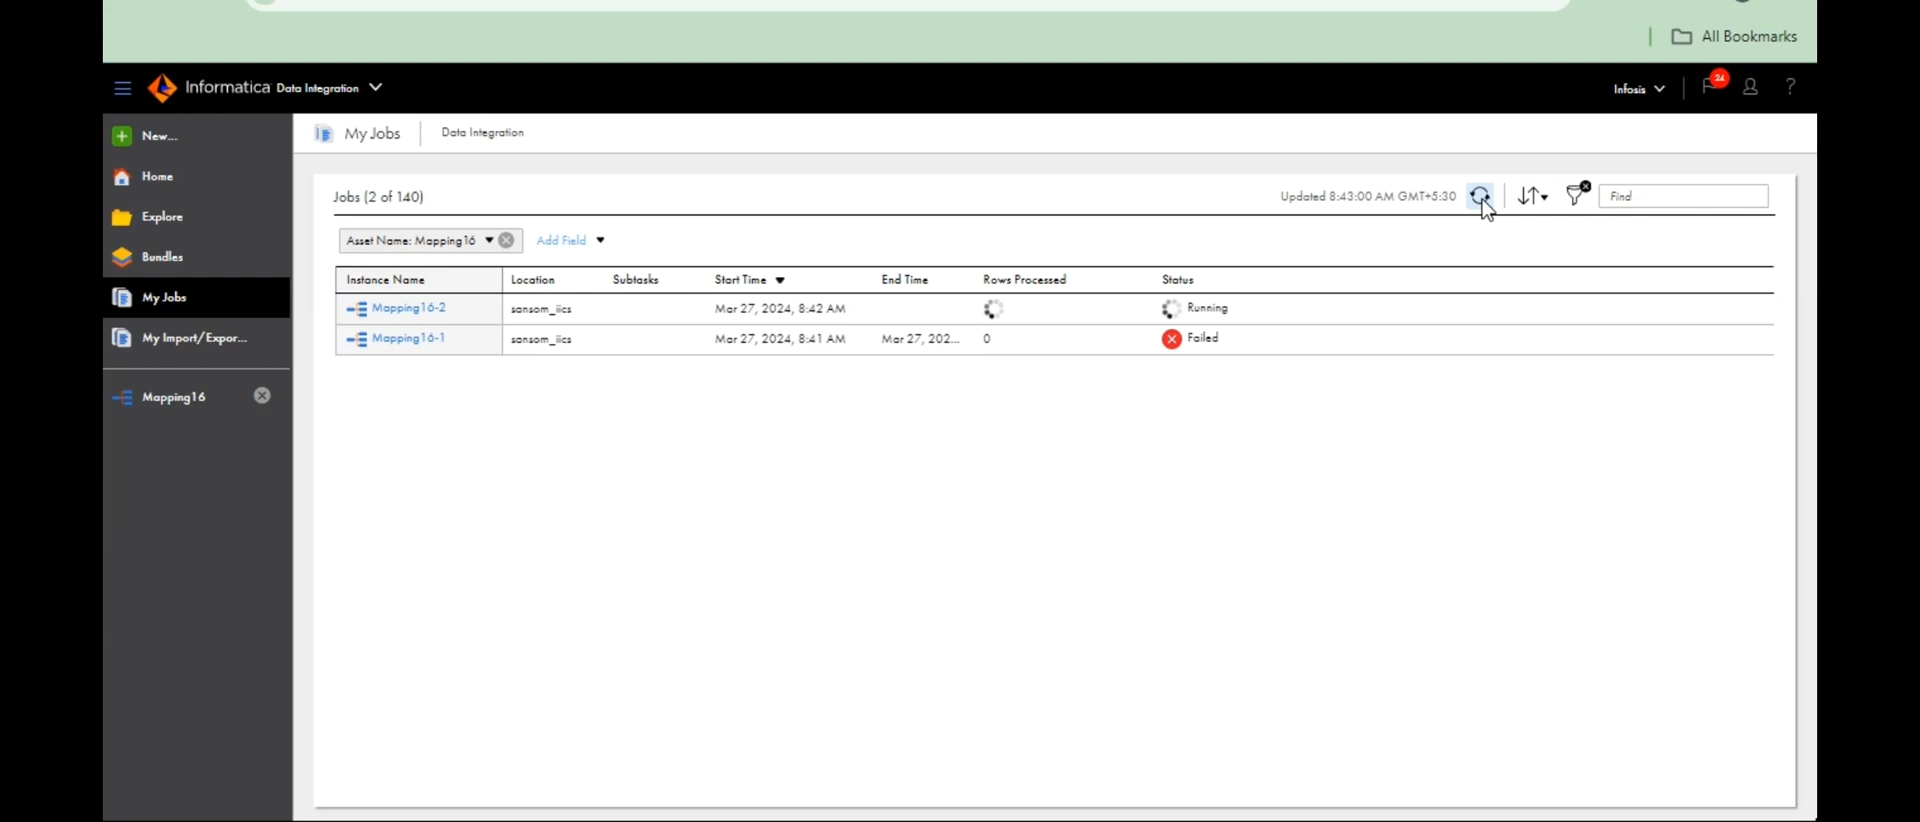 All Bookmarks
Informatica Data Integration
Infosis
24
?
New...
Home
Explore
Bundles
My Jobs
My Import/Expor...
Mapping16
My Jobs
Data Integration
Jobs (2 of 140)
Updated 8:43:00 AM GMT+5:30
Find
Asset Name: Mapping16
Add Field
Instance Name Location Subtasks Start Time End Time Rows Processed Status
Mapping16-2 sansom_iics Mar 27, 2024, 8:42 AM Running
Mapping16-1 sansom_iics Mar 27, 2024, 8:41 AM Mar 27, 202... 0 Failed